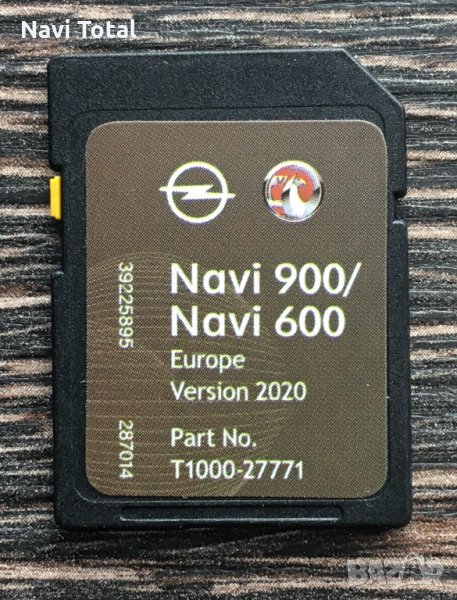 Navi Total
Navi 900/
Navi 600
Europe
Version 2020
Part No.
T1000-27771
39225895
287014